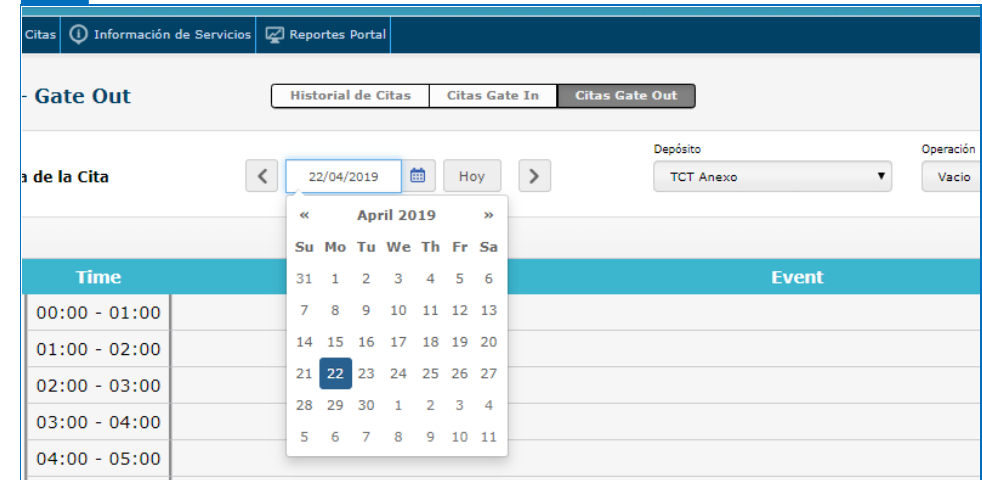 Citas Información de Servicios Reportes Portal
- Gate Out Historial de Citas Citas Gate In Citas Gate Out
Depósito Operación
a de la Cita < 22/04/2019 Hoy > TCT Anexo Vacio
« April 2019 »
Su Mo Tu We Th Fr Sa
31 1 2 3 4 5 6
7 8 9 10 11 12 13
14 15 16 17 18 19 20
21 22 23 24 25 26 27
28 29 30 1 2 3 4
5 6 7 8 9 10 11
Time Event
00:00 - 01:00
01:00 - 02:00
02:00 - 03:00
03:00 - 04:00
04:00 - 05:00